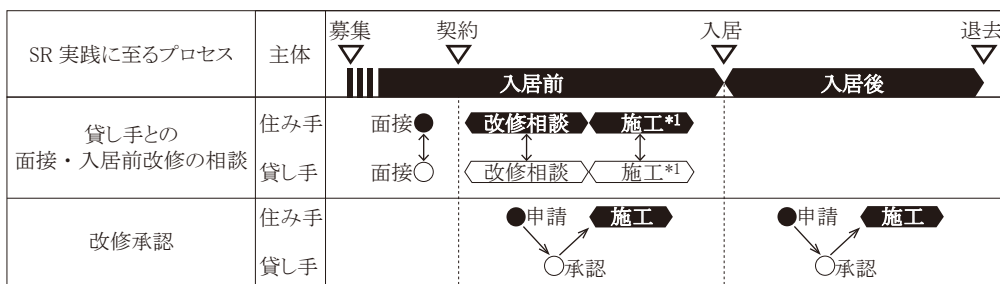 募集 契約 入居 退去
SR 実践に至るプロセス 主体
入居前 入居後
貸し手との
面接・入居前改修の相談
住み手 面接 改修相談 施工*1
貸し手 面接 改修相談 施工*1
改修承認
住み手 申請 施工 申請 施工
貸し手 承認 承認